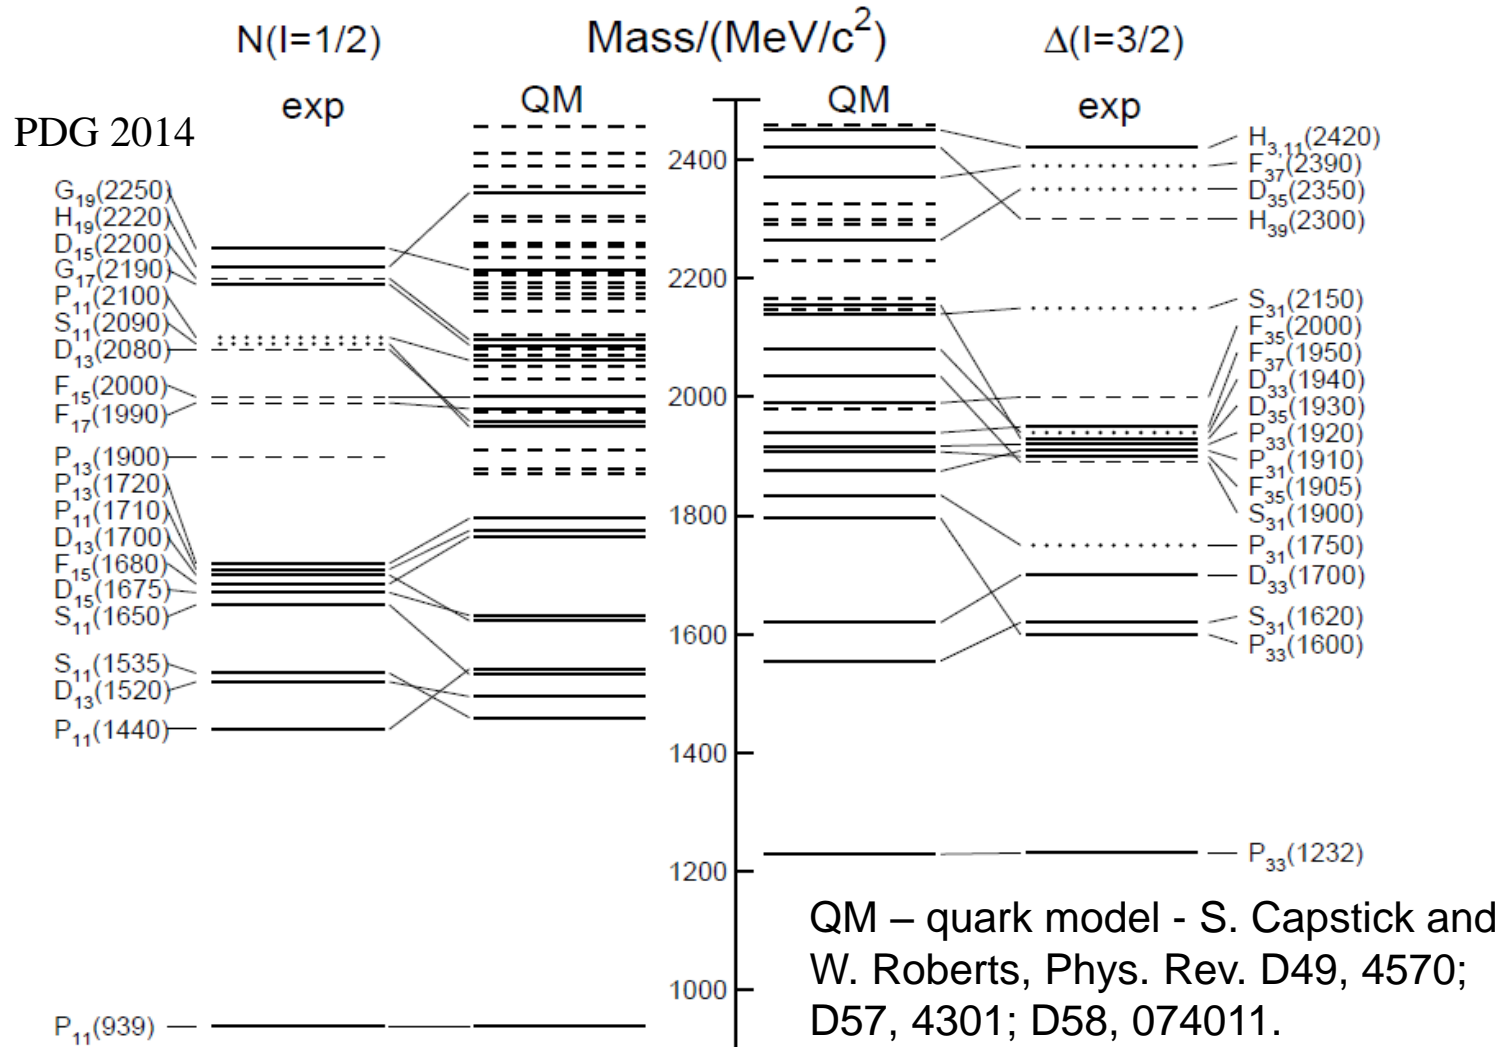 N(I=1/2) Mass/(MeV/c²) Δ(I=3/2)
exp QM QM exp
PDG 2014
G₁₉(2250)
H₁₉(2220)
D₁₅(2200)
G₁₇(2190)
P₁₁(2100)
S₁₁(2090)
D₁₃(2080)
F₁₅(2000)
F₁₇(1990)
P₁₃(1900)
P₁₃(1720)
P₁₁(1710)
D₁₃(1700)
F₁₅(1680)
D₁₅(1675)
S₁₁(1650)
S₁₁(1535)
D₁₃(1520)
P₁₁(1440)
P₁₁(939)
2400
2200
2000
1800
1600
1400
1200
1000
H₃,₁₁(2420)
F₃₇(2390)
D₃₅(2350)
H₃₉(2300)
S₃₁(2150)
F₃₅(2000)
F₃₇(1950)
D₃₃(1940)
D₃₅(1930)
P₃₃(1920)
P₃₁(1910)
F₃₅(1905)
S₃₁(1900)
P₃₁(1750)
D₃₃(1700)
S₃₁(1620)
P₃₃(1600)
P₃₃(1232)
QM – quark model - S. Capstick and
W. Roberts, Phys. Rev. D49, 4570;
D57, 4301; D58, 074011.